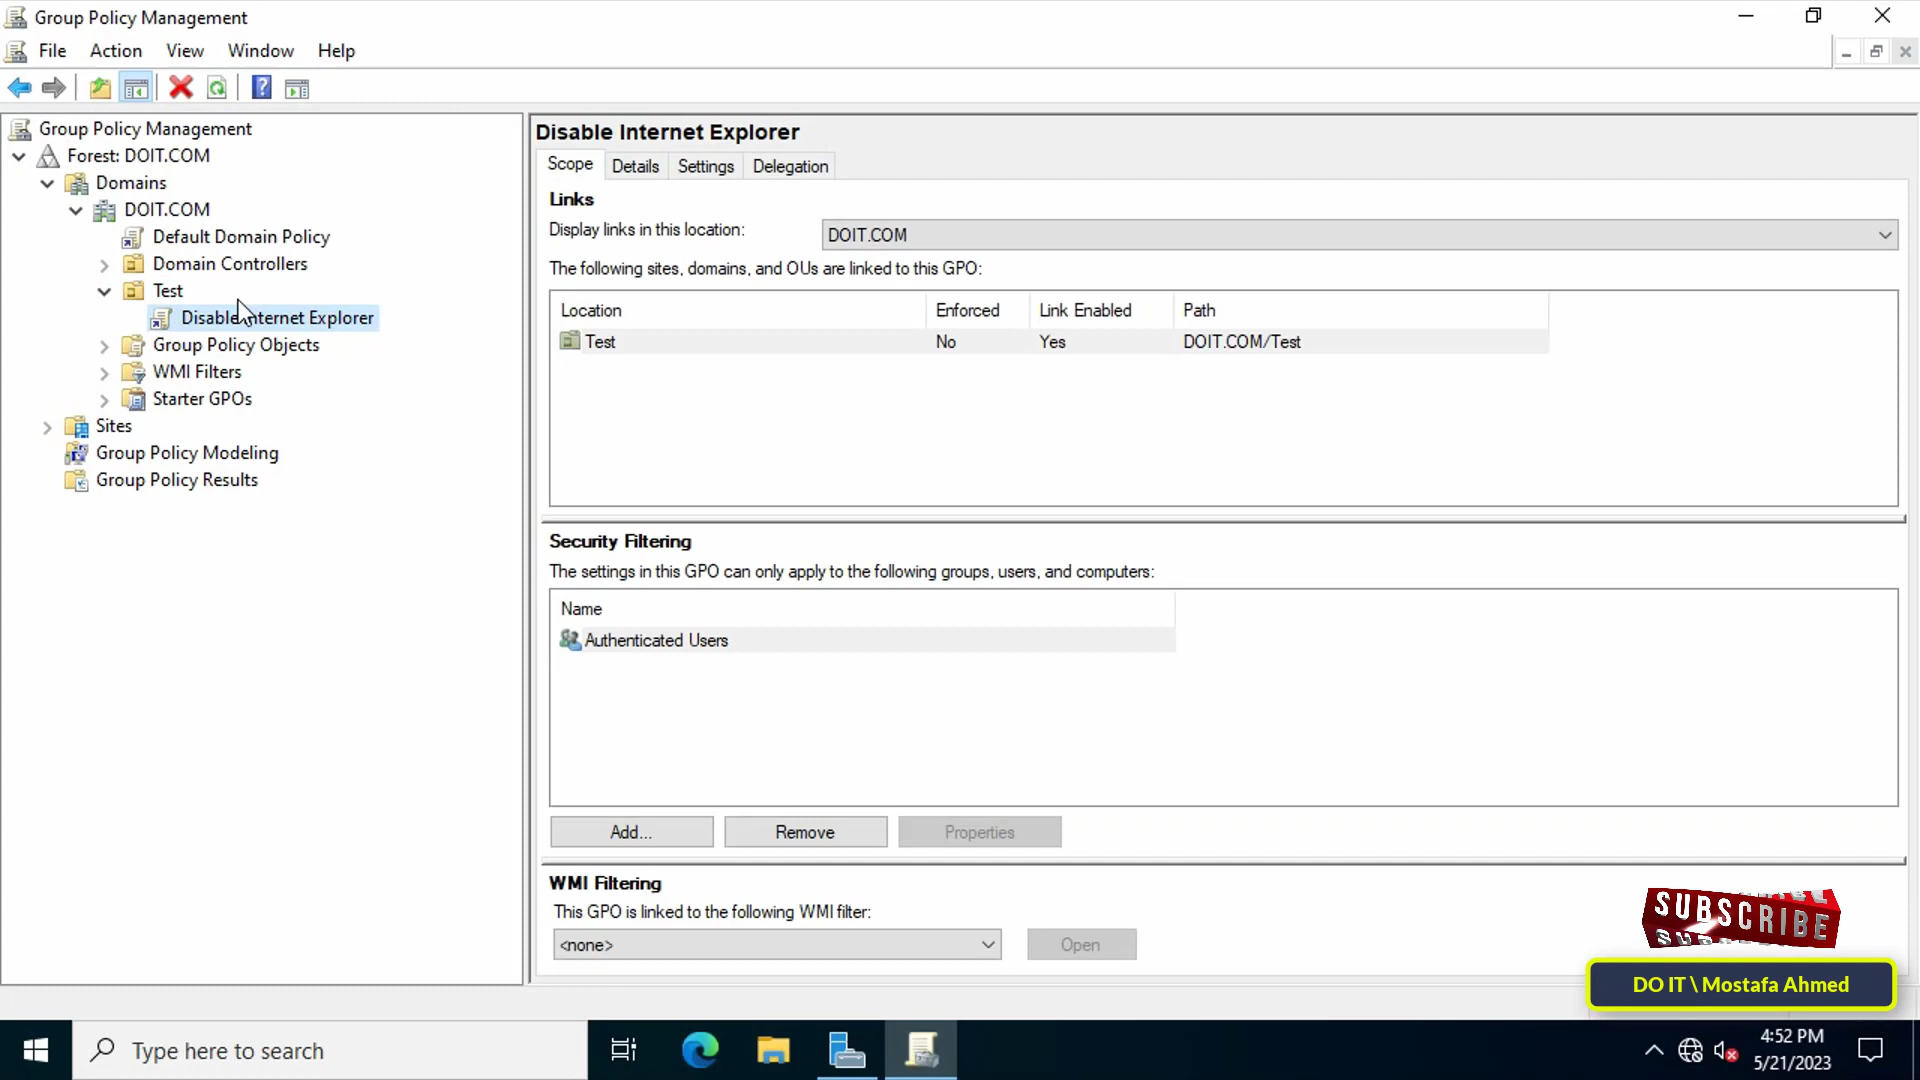 Group Policy Management
File Action View Window Help
Group Policy Management
Forest: DOIT.COM
Domains
DOIT.COM
Default Domain Policy
Domain Controllers
Test
Disable Internet Explorer
Group Policy Objects
WMI Filters
Starter GPOs
Sites
Group Policy Modeling
Group Policy Results
Disable Internet Explorer
Scope Details Settings Delegation
Links
Display links in this location: DOIT.COM
The following sites, domains, and OUs are linked to this GPO:
Location Enforced Link Enabled Path
Test No Yes DOIT.COM/Test
Security Filtering
The settings in this GPO can only apply to the following groups, users, and computers:
Name
Authenticated Users
Add... Remove Properties
WMI Filtering
This GPO is linked to the following WMI filter:
<none> Open
SUBSCRIBE
DO IT \ Mostafa Ahmed
Type here to search
4:52 PM
5/21/2023